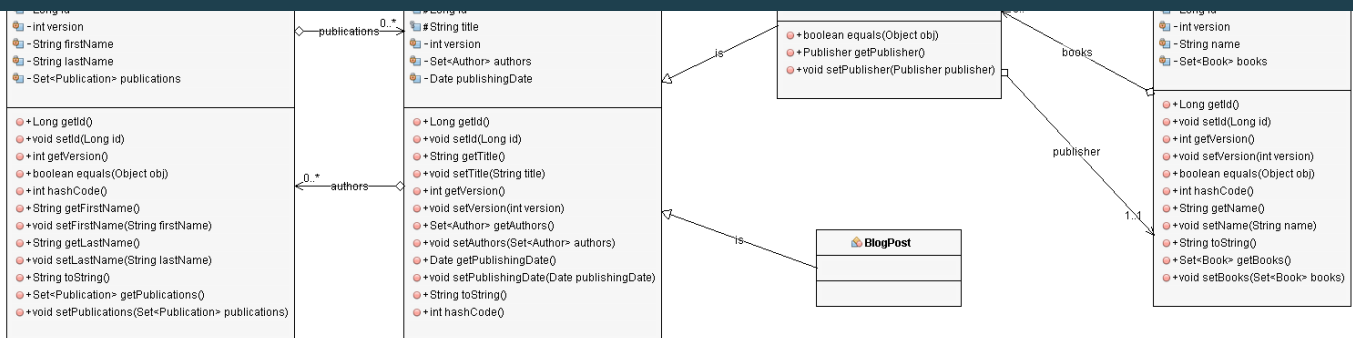 - int version
- String firstName
- String lastName
- Set<Publication> publications
+ Long getId()
+ void setId(Long id)
+ int getVersion()
+ boolean equals(Object obj)
+ int hashCode()
+ String getFirstName()
+ void setFirstName(String firstName)
+ String getLastName()
+ void setLastName(String lastName)
+ String toString()
+ Set<Publication> getPublications()
+ void setPublications(Set<Publication> publications)
publications
0..*
0..*
authors
# String title
- int version
- Set<Author> authors
- Date publishingDate
+ Long getId()
+ void setId(Long id)
+ String getTitle()
+ void setTitle(String title)
+ int getVersion()
+ void setVersion(int version)
+ Set<Author> getAuthors()
+ void setAuthors(Set<Author> authors)
+ Date getPublishingDate()
+ void setPublishingDate(Date publishingDate)
+ String toString()
+ int hashCode()
is
is
+ boolean equals(Object obj)
+ Publisher getPublisher()
+ void setPublisher(Publisher publisher)
BlogPost
books
publisher
1..1
- int version
- String name
- Set<Book> books
+ Long getId()
+ void setId(Long id)
+ int getVersion()
+ void setVersion(int version)
+ boolean equals(Object obj)
+ int hashCode()
+ String getName()
+ void setName(String name)
+ String toString()
+ Set<Book> getBooks()
+ void setBooks(Set<Book> books)